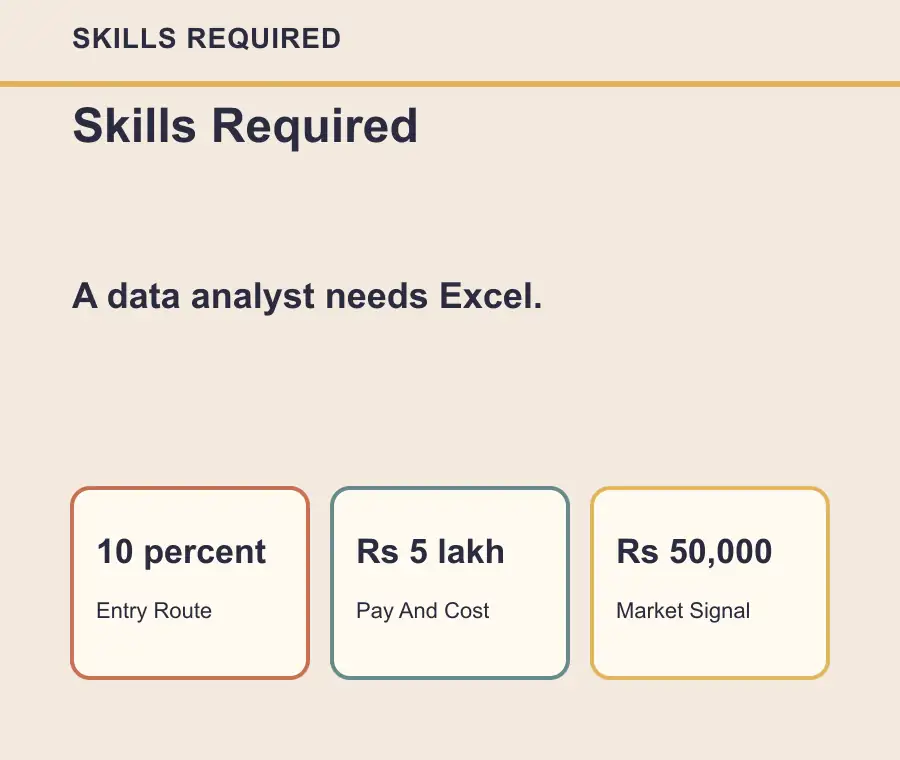 SKILLS REQUIRED
Skills Required
A data analyst needs Excel.
10 percent
Entry Route
Rs 5 lakh
Pay And Cost
Rs 50,000
Market Signal